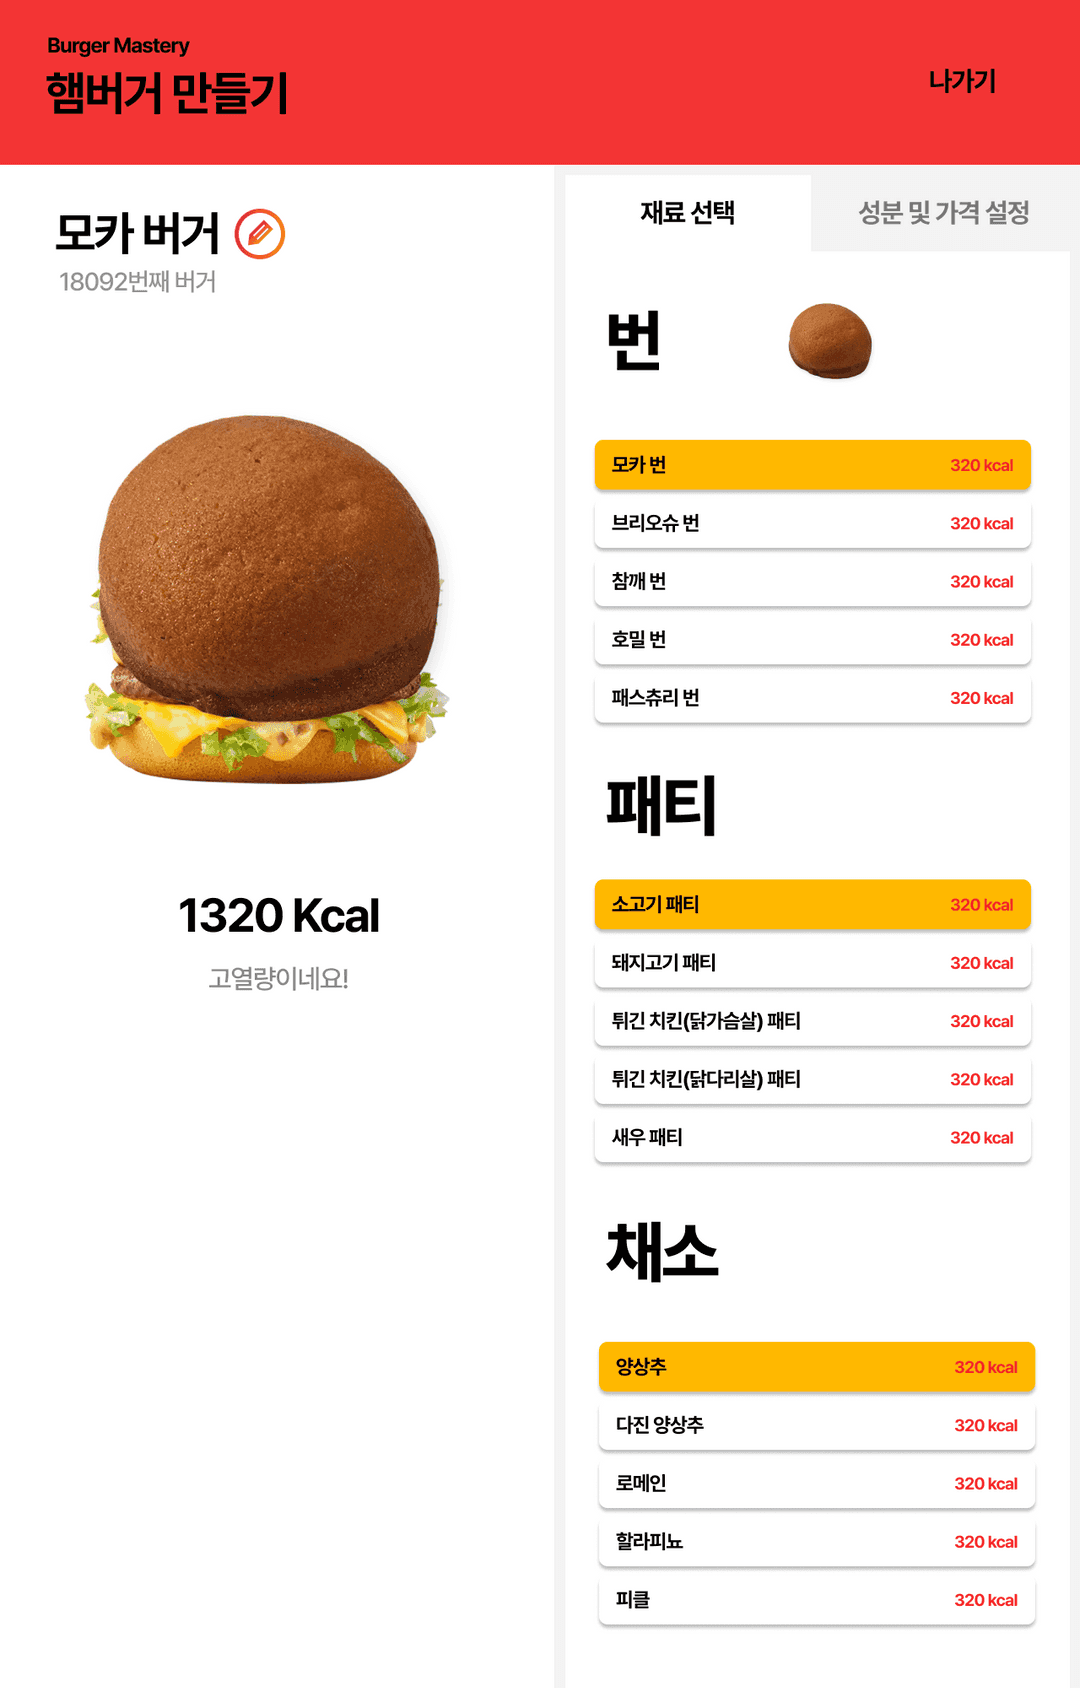 Burger Mastery
햄버거 만들기
나가기
모카 버거
18092번째 버거
1320 Kcal
고열량이네요!
재료 선택
성분 및 가격 설정
번
모카 번 320 kcal
브리오슈 번 320 kcal
참깨 번 320 kcal
호밀 번 320 kcal
패스츄리 번 320 kcal
패티
소고기 패티 320 kcal
돼지고기 패티 320 kcal
튀긴 치킨(닭가슴살) 패티 320 kcal
튀긴 치킨(닭다리살) 패티 320 kcal
새우 패티 320 kcal
채소
양상추 320 kcal
다진 양상추 320 kcal
로메인 320 kcal
할라피뇨 320 kcal
피클 320 kcal